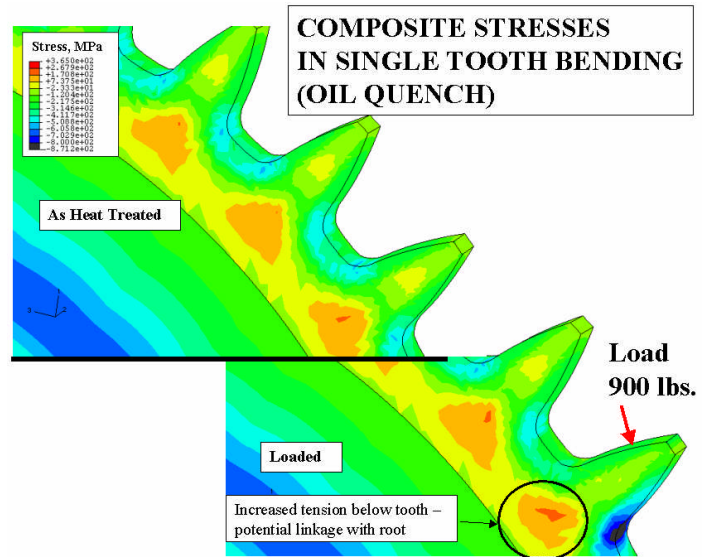 COMPOSITE STRESSES
IN SINGLE TOOTH BENDING
(OIL QUENCH)
Stress, MPa
+3.650e+02
+2.679e+02
+1.708e+02
+7.375e+01
-2.333e+01
-1.204e+02
-2.175e+02
-3.146e+02
-4.117e+02
-5.088e+02
-6.058e+02
-7.029e+02
-8.000e+02
-8.712e+02
As Heat Treated
3
2
Load
900 lbs.
Loaded
Increased tension below tooth –
potential linkage with root